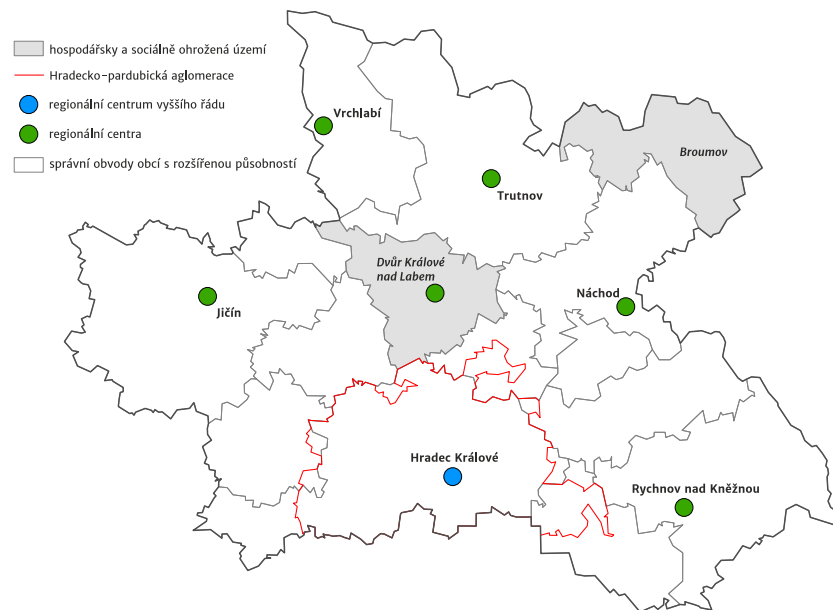 hospodářsky a sociálně ohrožená území
Hradecko-pardubická aglomerace
regionální centrum vyššího řádu
regionální centra
správní obvody obcí s rozšířenou působností
Vrchlabí
Broumov
Trutnov
Dvůr Králové
nad Labem
Náchod
Jičín
Hradec Králové
Rychnov nad Kněžnou